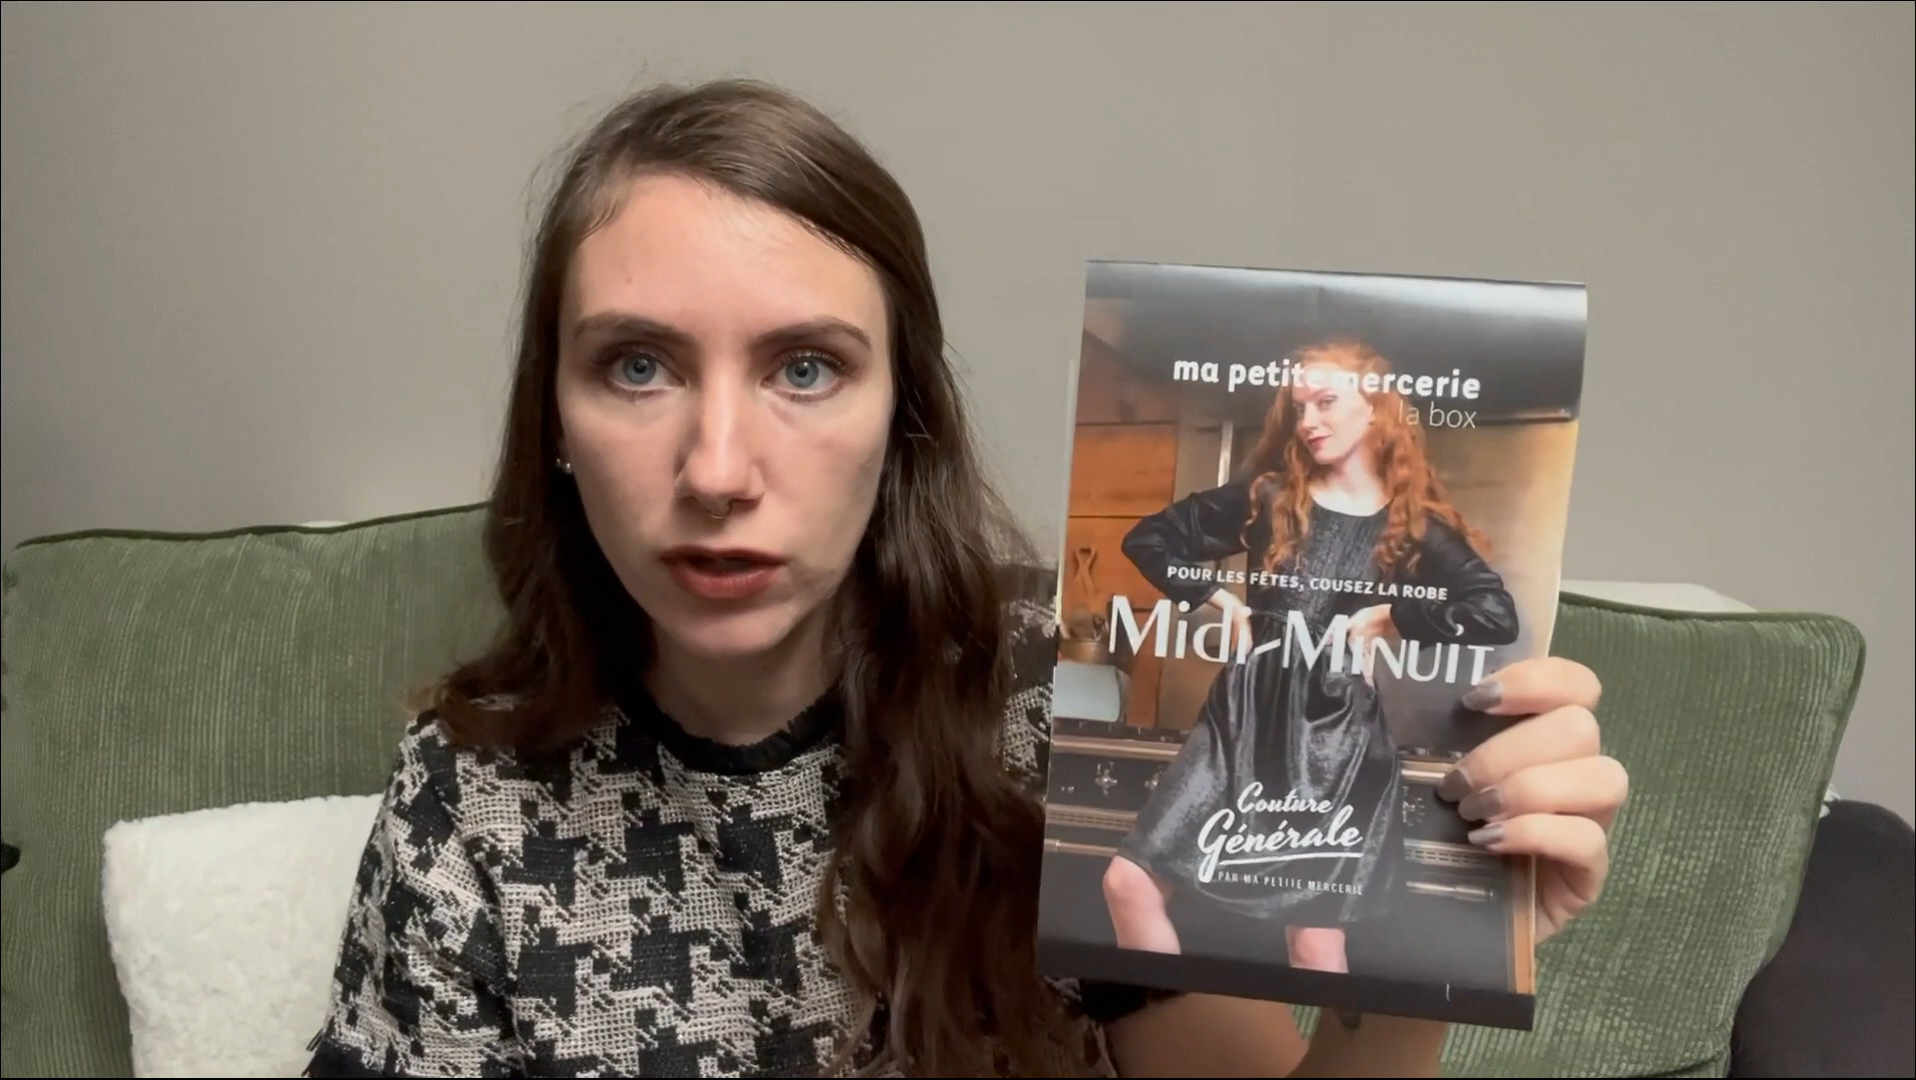 ma petite mercerie
la box
POUR LES FÊTES, COUSEZ LA ROBE
Midi-Minuit
Couture
Générale
PAR MA PETITE MERCERIE